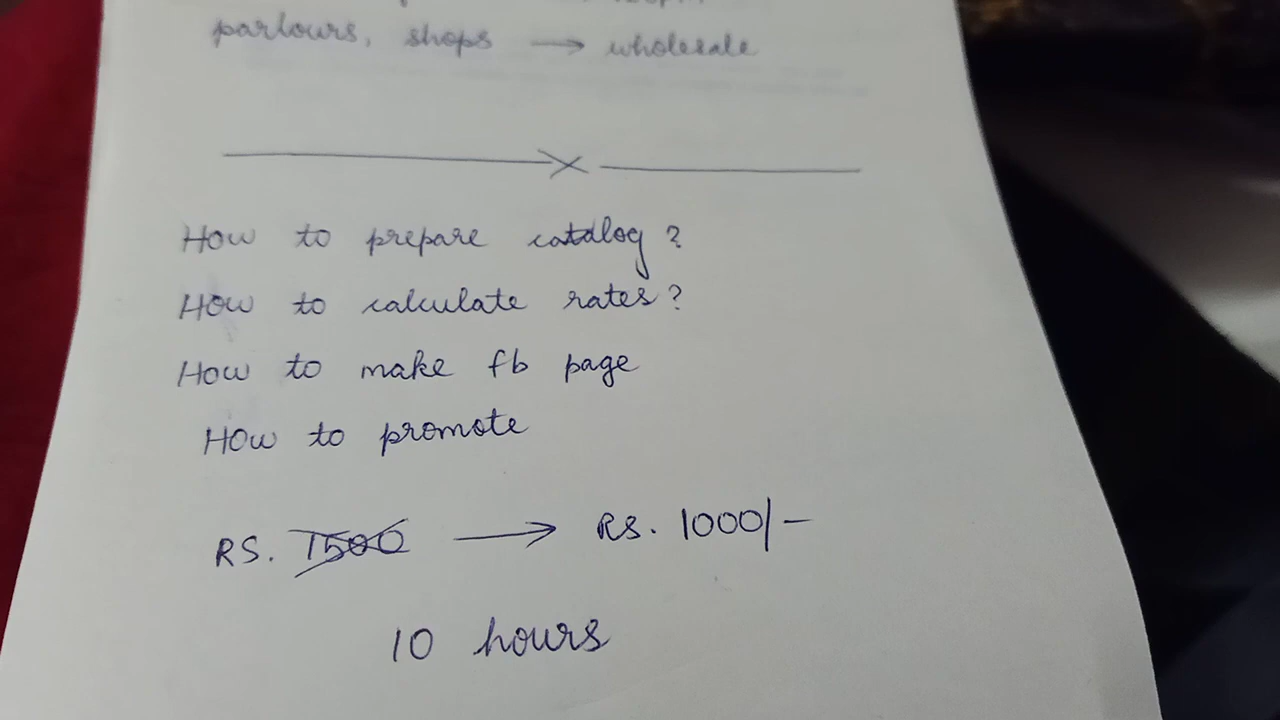 parlours, shops → wholesale
How to prepare catalog?
How to calculate rates?
How to make fb page
How to promote
RS. 1500 → RS. 1000/-
10 hours